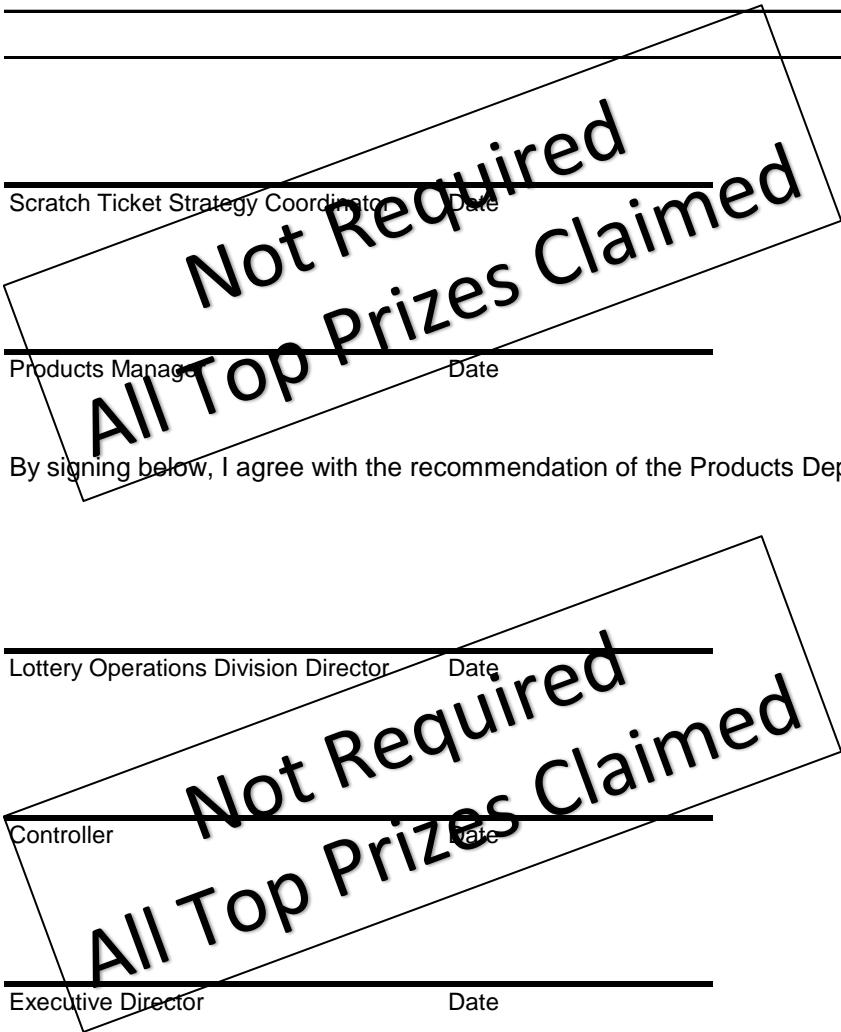 Scratch Ticket Strategy Coordinator Date
Not Required
All Top Prizes Claimed
Products Manager Date
By signing below, I agree with the recommendation of the Products Dep
Lottery Operations Division Director Date
Not Required
All Top Prizes Claimed
Controller Date
Executive Director Date